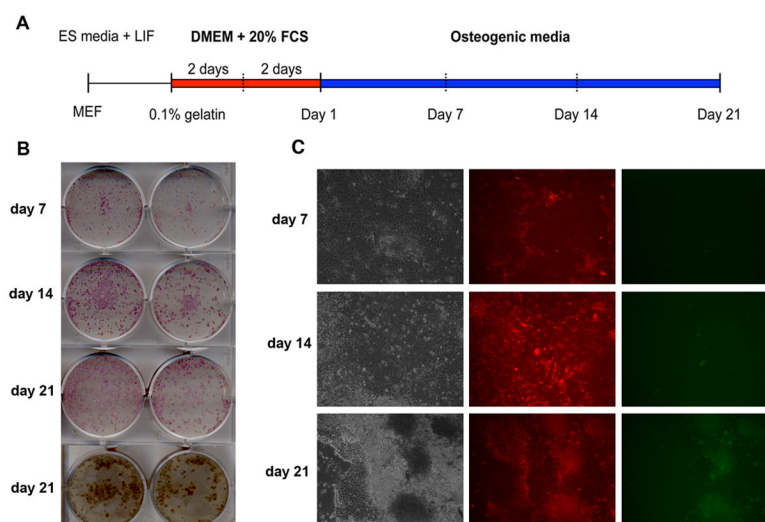 A
ES media + LIF DMEM + 20% FCS Osteogenic media
2 days 2 days
MEF 0.1% gelatin Day 1 Day 7 Day 14 Day 21
B
day 7
day 14
day 21
day 21
C
day 7
day 14
day 21